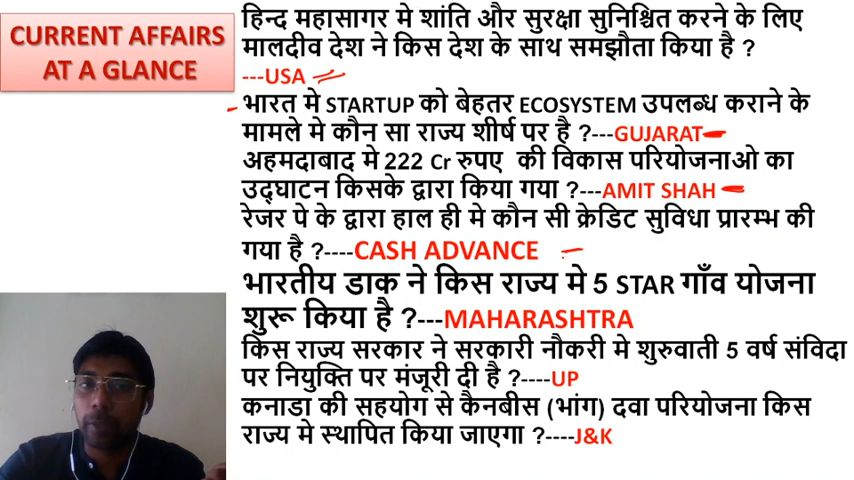 CURRENT AFFAIRS
AT A GLANCE
हिन्द महासागर मे शांति और सुरक्षा सुनिश्चित करने के लिए
मालदीव देश ने किस देश के साथ समझौता किया है ?
---USA
भारत मे STARTUP को बेहतर ECOSYSTEM उपलब्ध कराने के
मामले मे कौन सा राज्य शीर्ष पर है ?---GUJARAT
अहमदाबाद मे 222 Cr रुपए की विकास परियोजनाओ का
उद्घाटन किसके द्वारा किया गया ?---AMIT SHAH
रेजर पे के द्वारा हाल ही मे कौन सी क्रेडिट सुविधा प्रारम्भ की
गया है ?----CASH ADVANCE
भारतीय डाक ने किस राज्य मे 5 STAR गाँव योजना
शुरू किया है ?---MAHARASHTRA
किस राज्य सरकार ने सरकारी नौकरी मे शुरुवाती 5 वर्ष संविदा
पर नियुक्ति पर मंजूरी दी है ?----UP
कनाडा की सहयोग से कैनबीस (भांग) दवा परियोजना किस
राज्य मे स्थापित किया जाएगा ?----J&K